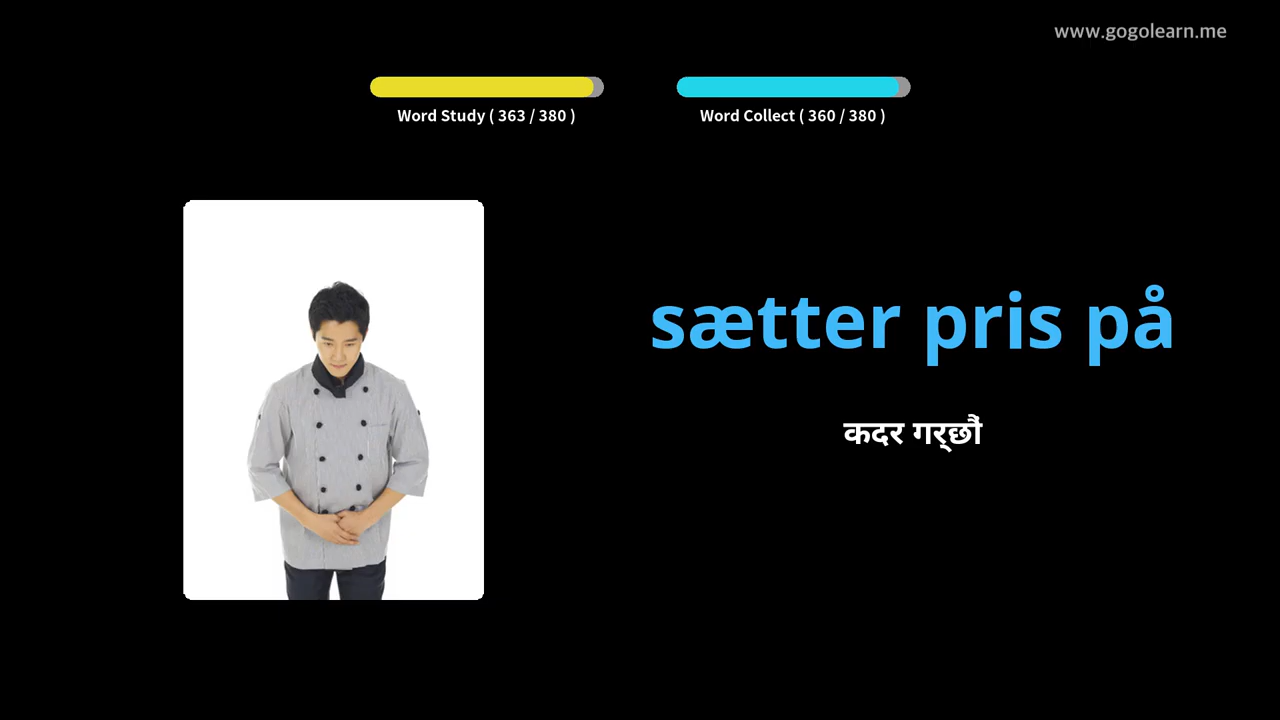 www.gogolearn.me
Word Study ( 363 / 380 )
Word Collect ( 360 / 380 )
sætter pris på
कदर गर्छौं